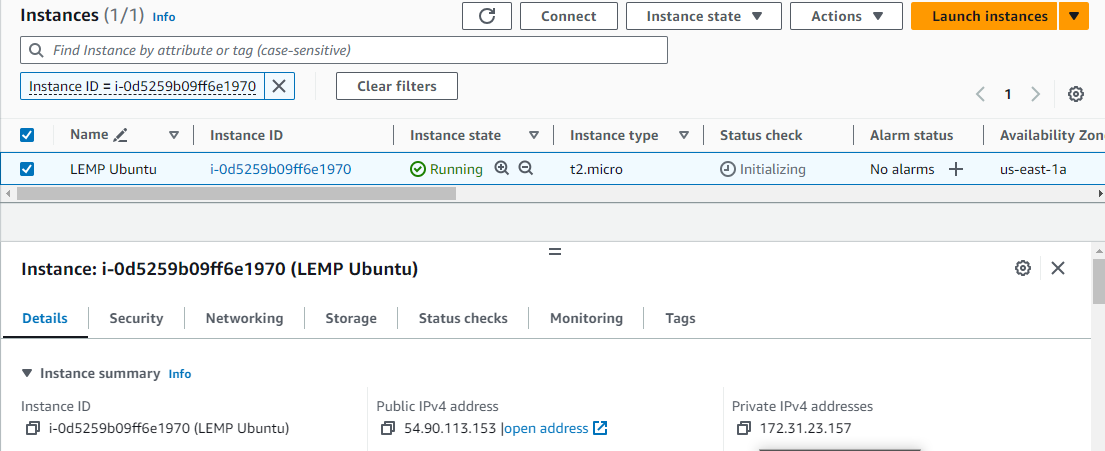 Instances (1/1) Info
Connect
Instance state
Actions
Launch instances
Find Instance by attribute or tag (case-sensitive)
Instance ID = i-0d5259b09ff6e1970
Clear filters
1
Name Instance ID Instance state Instance type Status check Alarm status Availability Zon
LEMP Ubuntu i-0d5259b09ff6e1970 Running t2.micro Initializing No alarms + us-east-1a
Instance: i-0d5259b09ff6e1970 (LEMP Ubuntu)
Details Security Networking Storage Status checks Monitoring Tags
Instance summary Info
Instance ID
i-0d5259b09ff6e1970 (LEMP Ubuntu)
Public IPv4 address
54.90.113.153 |open address
Private IPv4 addresses
172.31.23.157